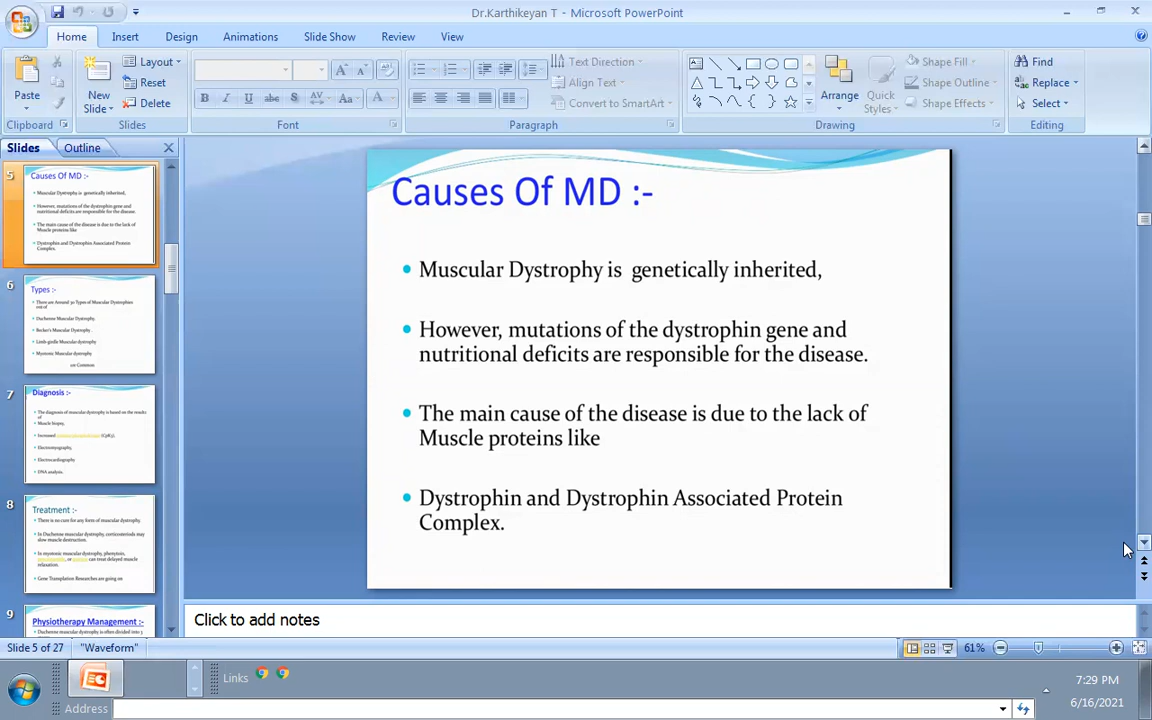 Dr.Karthikeyan T - Microsoft PowerPoint
Home Insert Design Animations Slide Show Review View
Paste
Clipboard
New Slide
Layout
Reset
Delete
Slides
B I U abc S AV Aa A
Font
Text Direction
Align Text
Convert to SmartArt
Paragraph
Arrange
Quick Styles
Shape Fill
Shape Outline
Shape Effects
Drawing
Find
Replace
Select
Editing
Slides Outline
5
Causes Of MD :-
Muscular Dystrophy is genetically inherited,
However, mutations of the dystrophin gene and
nutritional deficits are responsible for the disease.
The main cause of the disease is due to the lack of
Muscle proteins like
Dystrophin and Dystrophin Associated Protein
Complex.
6
Types :-
There are Around 30 Types of Muscular Dystrophies
out of
Duchenne Muscular Dystrophy.
Becker's Muscular Dystrophy .
Limb-girdle Muscular dystrophy
Myotonic Muscular dystrophy
are Common
7
Diagnosis :-
The diagnosis of muscular dystrophy is based on the results
of
Muscle biopsy,
Increased (CpK3),
Electromyography,
Electrocardiography
DNA analysis.
8
Treatment :-
There is no cure for any form of muscular dystrophy.
In Duchenne muscular dystrophy, corticosteroids may
slow muscle destruction.
In myotonic muscular dystrophy, phenytoin,
or can treat delayed muscle
relaxation.
Gene Transplation Researches are going on
9
Physiotherapy Management :-
Duchenne muscular dystrophy is often divided into 3
Causes Of MD :-
Muscular Dystrophy is genetically inherited,
However, mutations of the dystrophin gene and
nutritional deficits are responsible for the disease.
The main cause of the disease is due to the lack of
Muscle proteins like
Dystrophin and Dystrophin Associated Protein
Complex.
Click to add notes
Slide 5 of 27 "Waveform" 61%
Links
Address
7:29 PM
6/16/2021